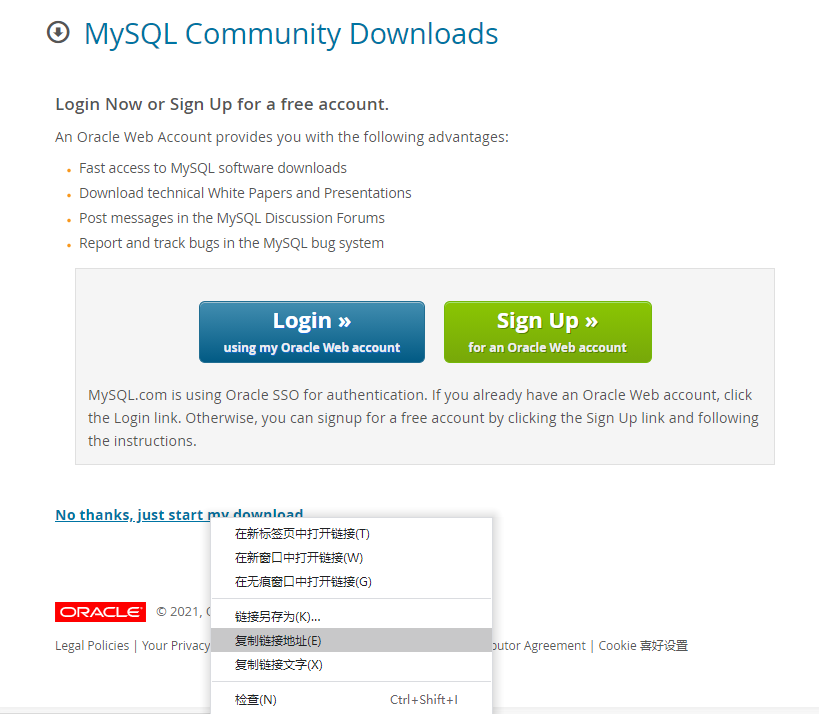 MySQL Community Downloads
Login Now or Sign Up for a free account.
An Oracle Web Account provides you with the following advantages:
Fast access to MySQL software downloads
Download technical White Papers and Presentations
Post messages in the MySQL Discussion Forums
Report and track bugs in the MySQL bug system
Login »
using my Oracle Web account
Sign Up »
for an Oracle Web account
MySQL.com is using Oracle SSO for authentication. If you already have an Oracle Web account, click
the Login link. Otherwise, you can signup for a free account by clicking the Sign Up link and following
the instructions.
No thanks, just start my download.
在新标签页中打开链接(T)
在新窗口中打开链接(W)
在无痕窗口中打开链接(G)
链接另存为(K)...
复制链接地址(E)
复制链接文字(X)
检查(N) Ctrl+Shift+I
ORACLE © 2021,
Legal Policies | Your Privacy Agreement | Cookie 喜好设置